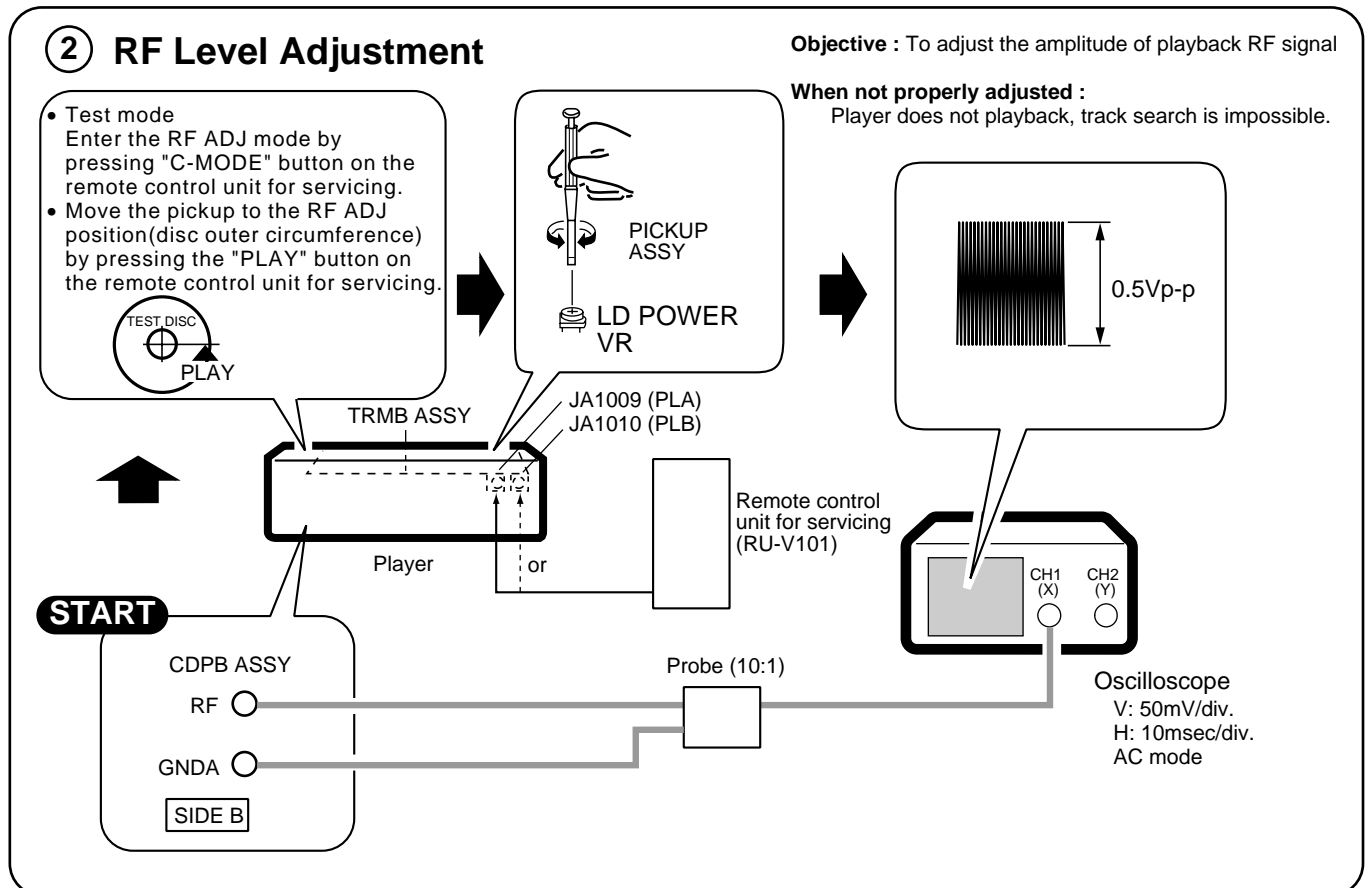 2 RF Level Adjustment
Objective : To adjust the amplitude of playback RF signal
When not properly adjusted :
Player does not playback, track search is impossible.
• Test mode
Enter the RF ADJ mode by
pressing "C-MODE" button on the
remote control unit for servicing.
• Move the pickup to the RF ADJ
position(disc outer circumference)
by pressing the "PLAY" button on
the remote control unit for servicing.
TEST DISC
PLAY
PICKUP
ASSY
LD POWER
VR
0.5Vp-p
TRMB ASSY
JA1009 (PLA)
JA1010 (PLB)
Player
or
Remote control
unit for servicing
(RU-V101)
CH1
(X)
CH2
(Y)
START
CDPB ASSY
RF
GNDA
SIDE B
Probe (10:1)
Oscilloscope
V: 50mV/div.
H: 10msec/div.
AC mode